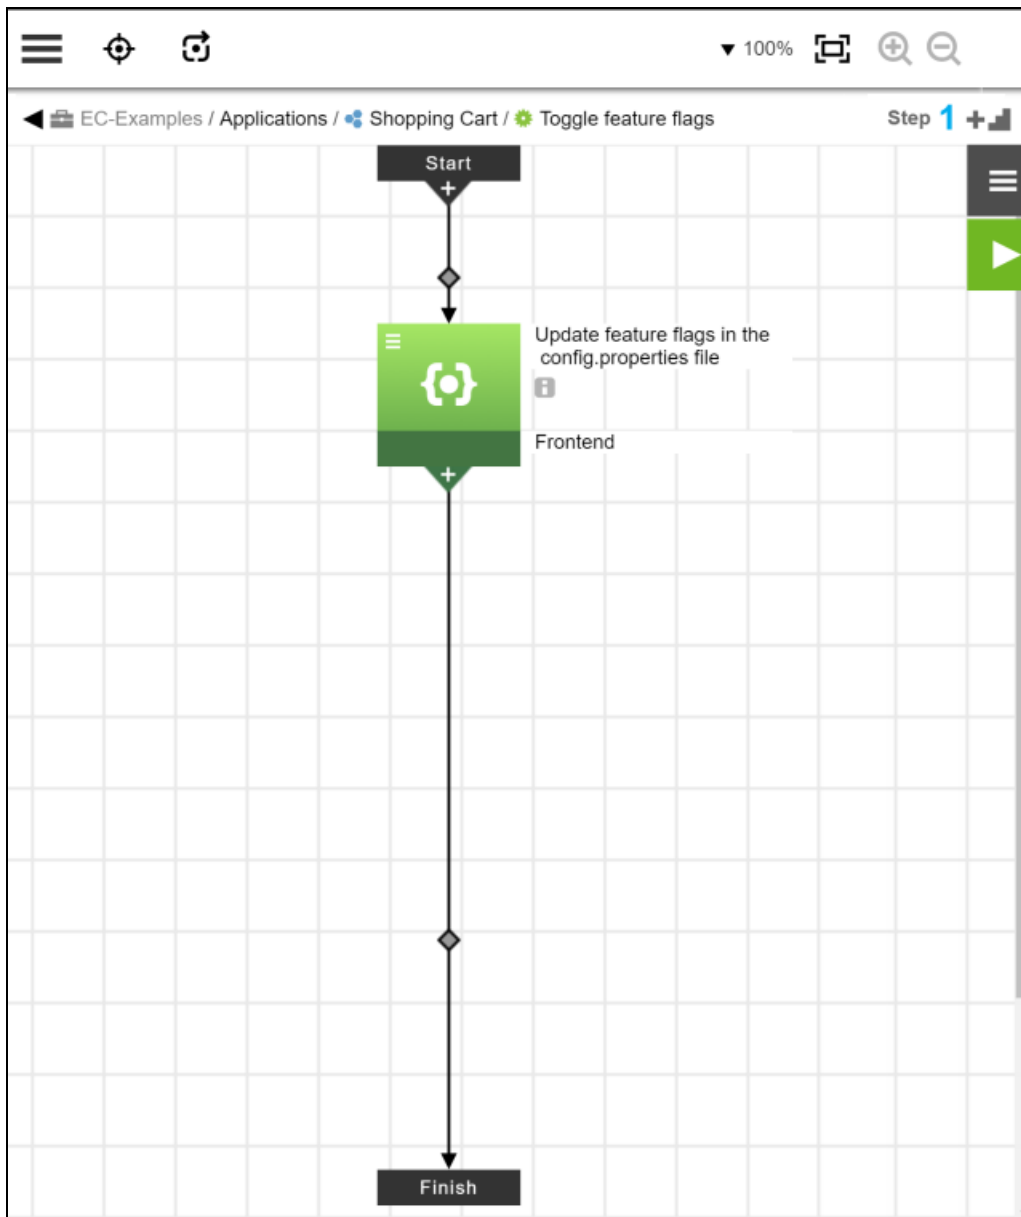 100%
EC-Examples / Applications / Shopping Cart / Toggle feature flags
Step 1
Start
Update feature flags in the
config.properties file
Frontend
Finish